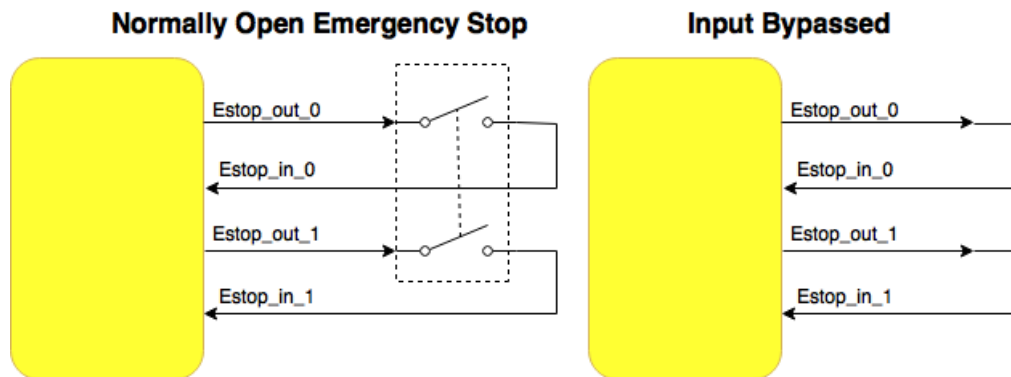 Normally Open Emergency Stop
Input Bypassed
Estop_out_0
Estop_in_0
Estop_out_1
Estop_in_1
Estop_out_0
Estop_in_0
Estop_out_1
Estop_in_1